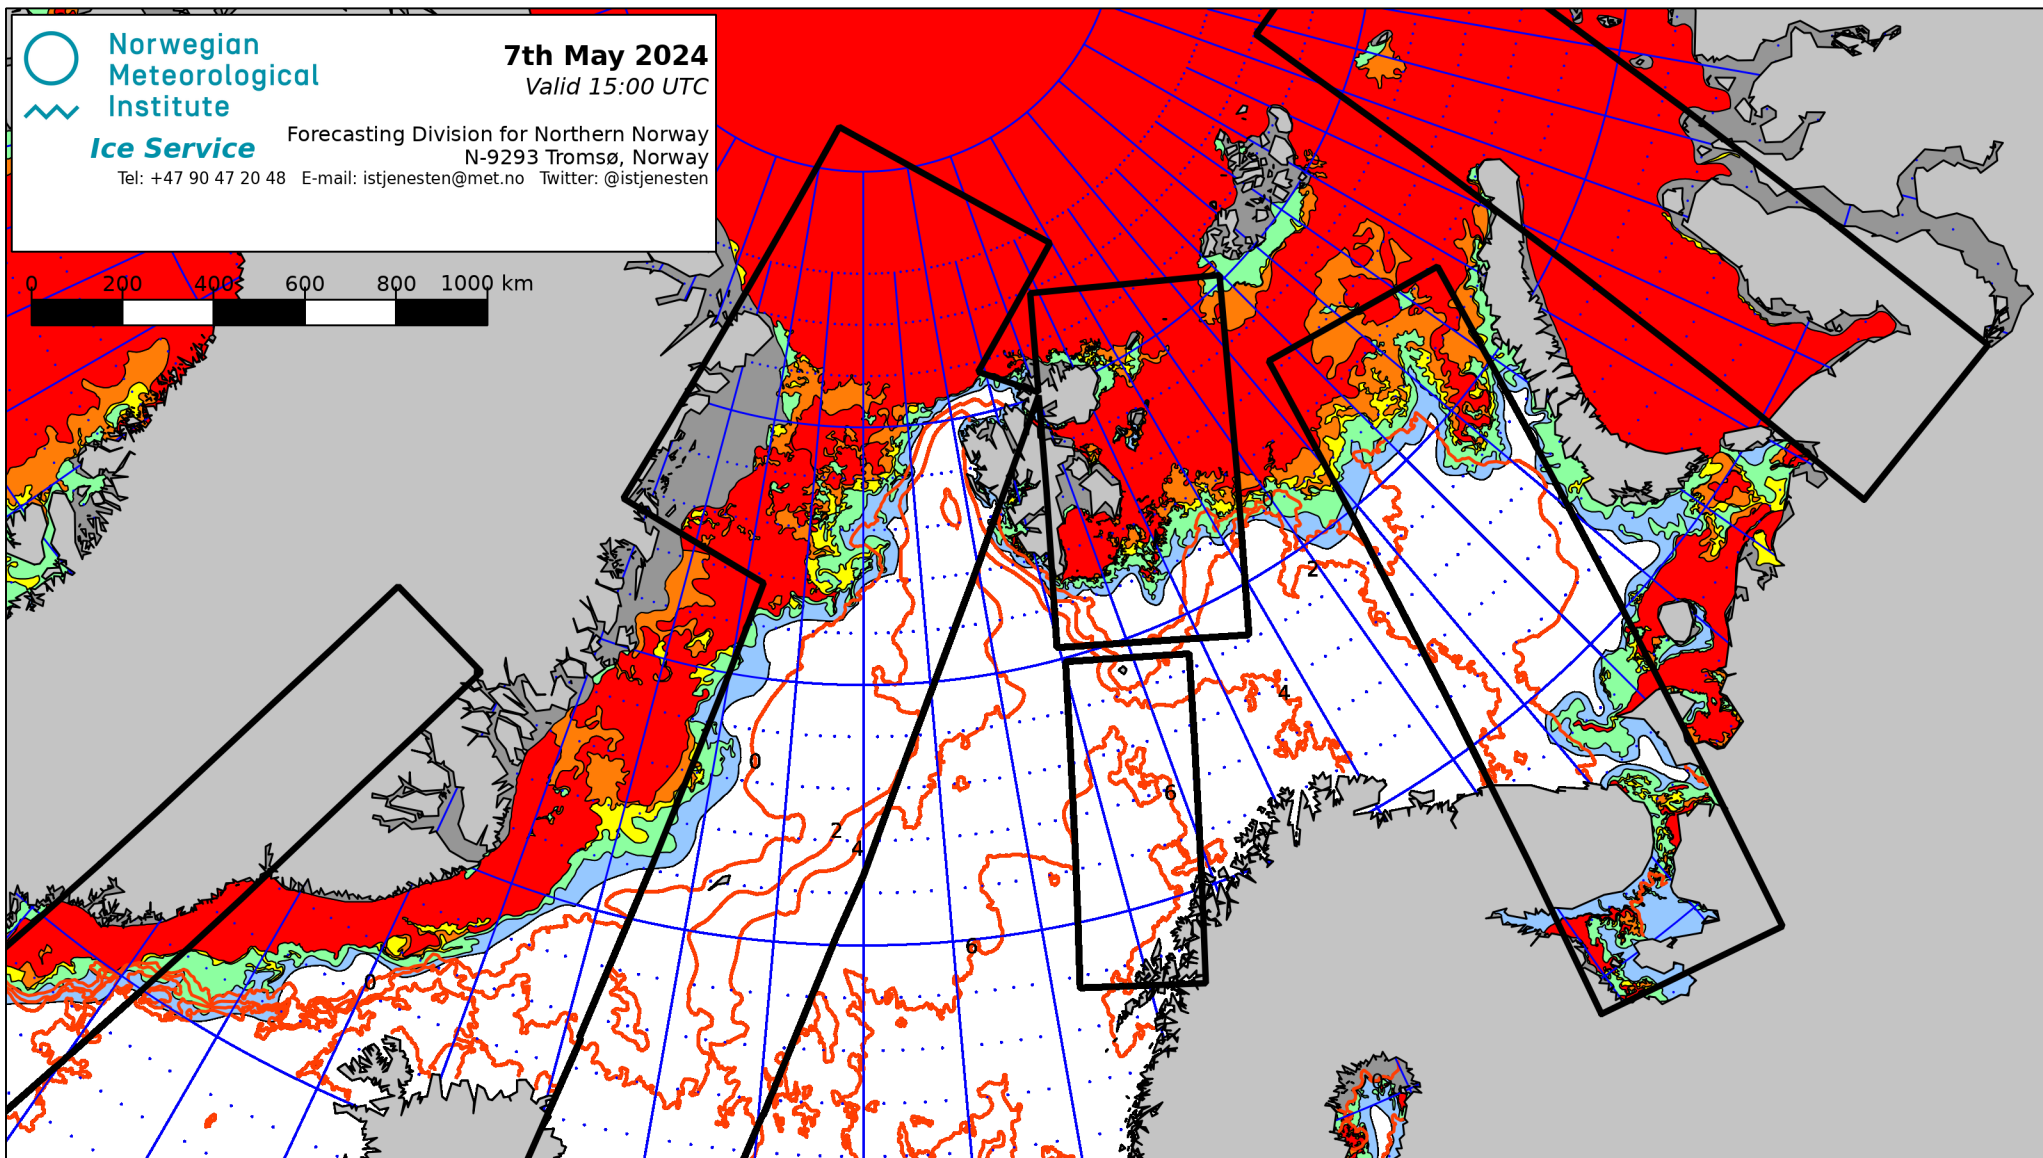 Norwegian
Meteorological
Institute
Ice Service
7th May 2024
Valid 15:00 UTC
Forecasting Division for Northern Norway
N-9293 Tromsø, Norway
Tel: +47 90 47 20 48 E-mail: istjenesten@met.no Twitter: @istjenesten
0 200 400 600 800 1000 km
2
4
0
6
2
4
6
0
0